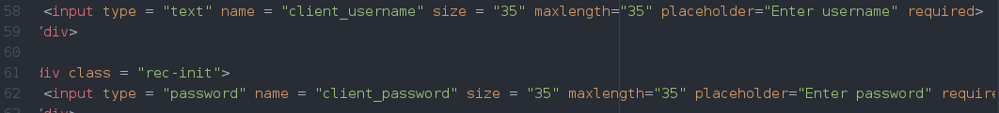 58 <input type = "text" name = "client_username" size = "35" maxlength="35" placeholder="Enter username" required>
59 /div>
60
61 div class = "rec-init">
62 <input type = "password" name = "client_password" size = "35" maxlength="35" placeholder="Enter password" require
63 /div>